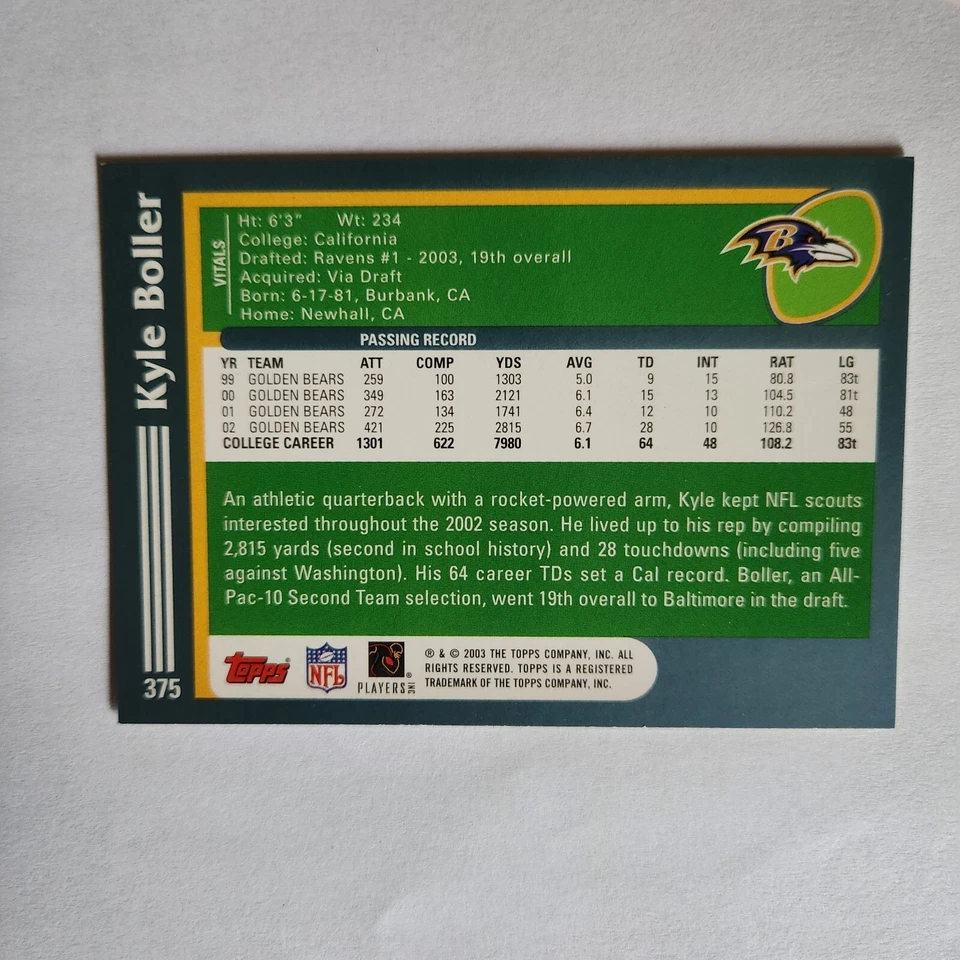 Kyle Boller
375
VITALS
Ht: 6'3" Wt: 234
College: California
Drafted: Ravens #1 - 2003, 19th overall
Acquired: Via Draft
Born: 6-17-81, Burbank, CA
Home: Newhall, CA
B
PASSING RECORD
YR TEAM ATT COMP YDS AVG TD INT RAT LG
99 GOLDEN BEARS 259 100 1303 5.0 9 15 80.8 83t
00 GOLDEN BEARS 349 163 2121 6.1 15 13 104.5 81t
01 GOLDEN BEARS 272 134 1741 6.4 12 10 110.2 48
02 GOLDEN BEARS 421 225 2815 6.7 28 10 126.8 55
COLLEGE CAREER 1301 622 7980 6.1 64 48 108.2 83t
An athletic quarterback with a rocket-powered arm, Kyle kept NFL scouts
interested throughout the 2002 season. He lived up to his rep by compiling
2,815 yards (second in school history) and 28 touchdowns (including five
against Washington). His 64 career TDs set a Cal record. Boller, an All-
Pac-10 Second Team selection, went 19th overall to Baltimore in the draft.
Topps®
NFL
PLAYERS INC ®
® & © 2003 THE TOPPS COMPANY, INC. ALL
RIGHTS RESERVED. TOPPS IS A REGISTERED
TRADEMARK OF THE TOPPS COMPANY, INC.